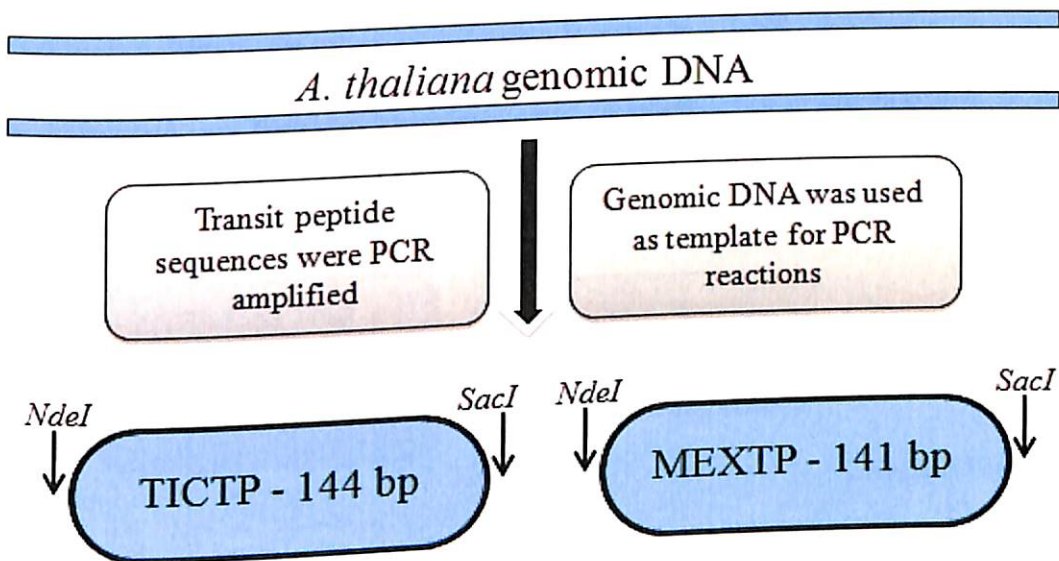 A. thaliana genomic DNA
Transit peptide
sequences were PCR
amplified
Genomic DNA was used
as template for PCR
reactions
NdeI
SacI
NdeI
SacI
TICTP - 144 bp
MEXTP - 141 bp